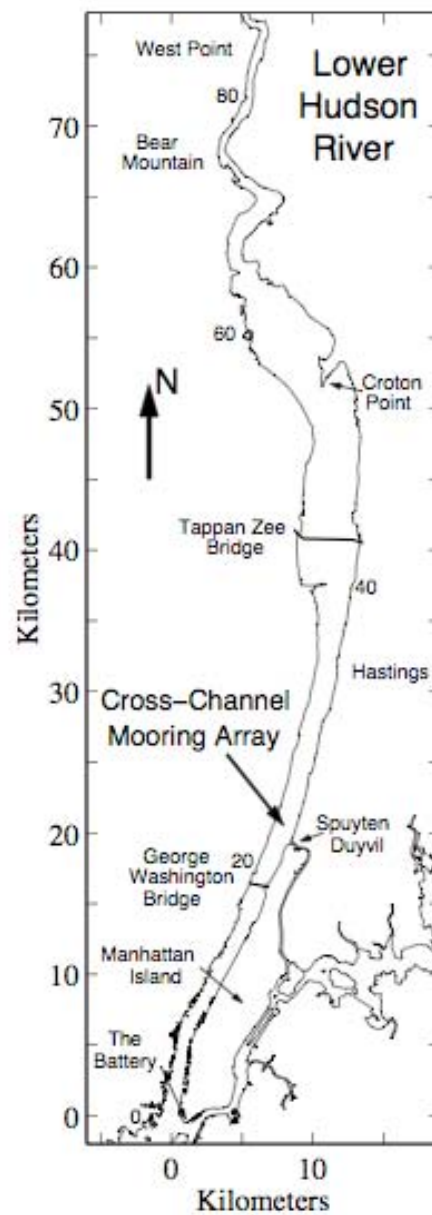 West Point
Lower
Hudson
River
80
70
Bear
Mountain
60
60
N
Croton
Point
50
Tappan Zee
Bridge
40
40
Kilometers
Hastings
30
Cross-Channel
Mooring Array
20
Spuyten
Duyvil
George
Washington
Bridge
20
Manhattan
Island
10
The
Battery
0
0
0
10
Kilometers